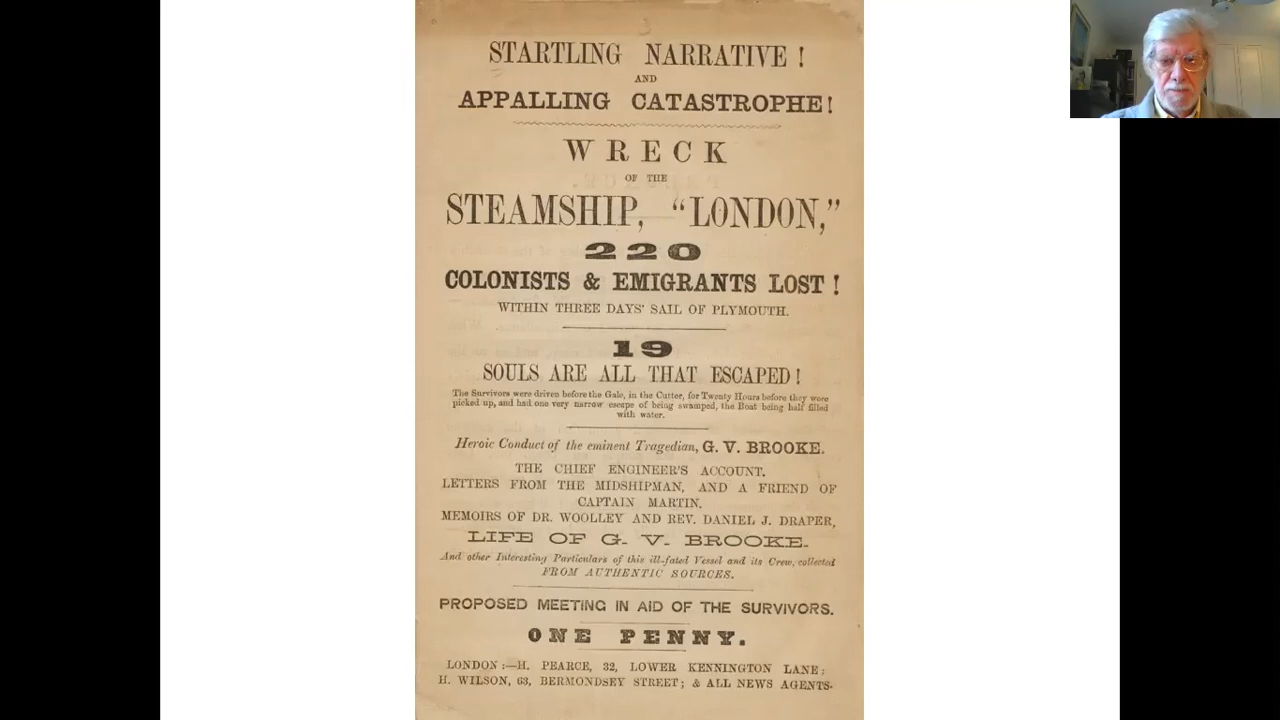 STARTLING NARRATIVE!
AND
APPALLING CATASTROPHE!
WRECK
OF THE
STEAMSHIP, “LONDON,”
220
COLONISTS & EMIGRANTS LOST!
WITHIN THREE DAYS' SAIL OF PLYMOUTH.
19
SOULS ARE ALL THAT ESCAPED!
The Survivors were driven before the Gale, in the Cutter, for Twenty Hours before they were
picked up, and had one very narrow escape of being swamped, the Boat being half filled
with water.
Heroic Conduct of the eminent Tragedian, G. V. BROOKE.
THE CHIEF ENGINEER'S ACCOUNT.
LETTERS FROM THE MIDSHIPMAN, AND A FRIEND OF
CAPTAIN MARTIN.
MEMOIRS OF DR. WOOLLEY AND REV. DANIEL J. DRAPER,
LIFE OF G. V. BROOKE.
And other Interesting Particulars of this ill-fated Vessel and its Crew, collected
FROM AUTHENTIC SOURCES.
PROPOSED MEETING IN AID OF THE SURVIVORS.
ONE PENNY.
LONDON:—H. PEARCE, 32, LOWER KENNINGTON LANE;
H. WILSON, 63, BERMONDSEY STREET; & ALL NEWS AGENTS.